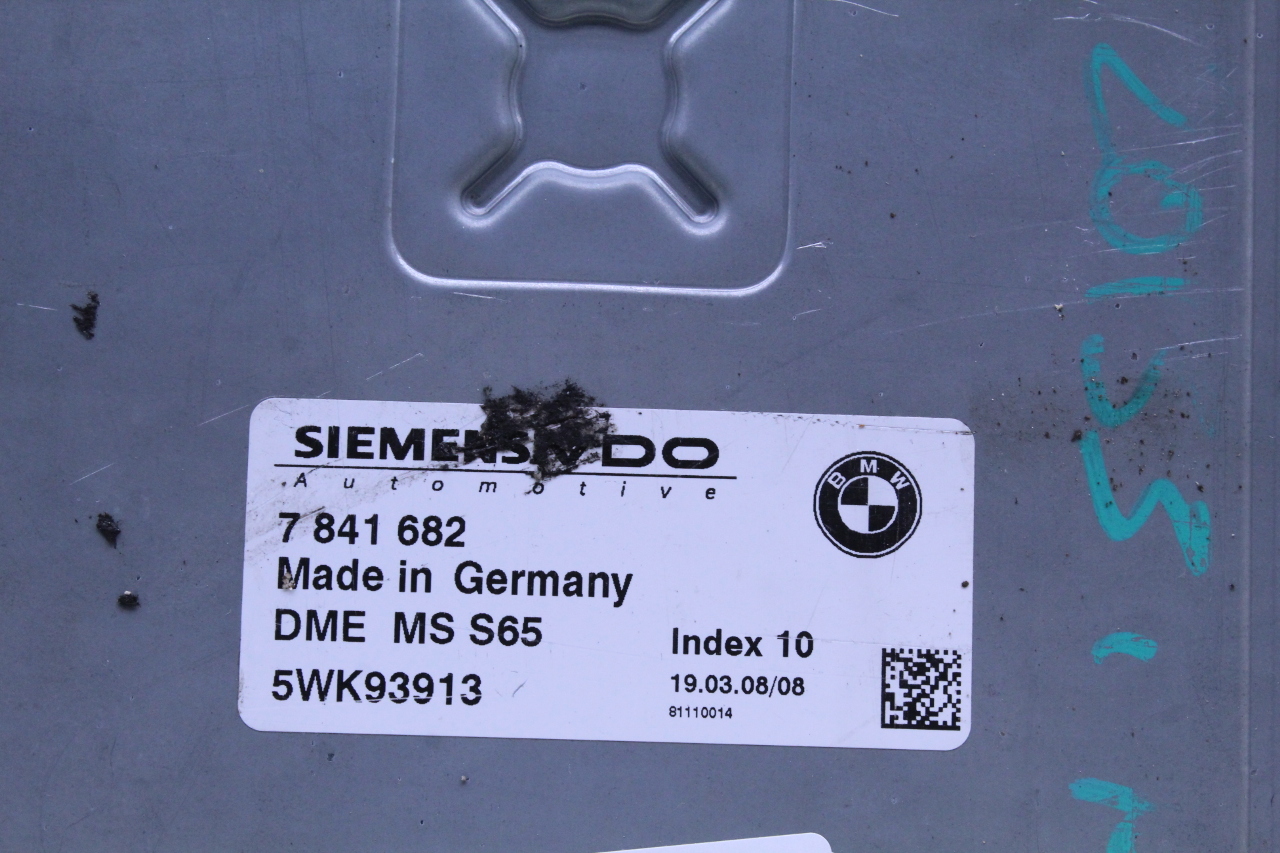 SIEMENS VDO
Automotive
BMW
7 841 682
Made in Germany
DME MS S65
Index 10
5WK93913
19.03.08/08
81110014